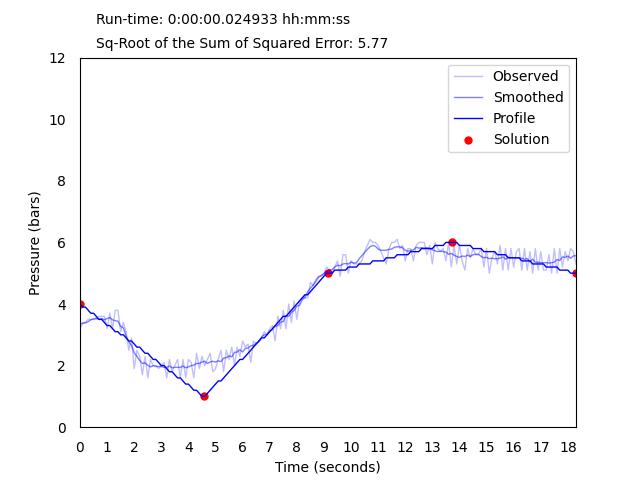 Run-time: 0:00:00.024933 hh:mm:ss
Sq-Root of the Sum of Squared Error: 5.77
12
10
8
6
4
2
0
Pressure (bars)
Observed
Smoothed
Profile
Solution
0 1 2 3 4 5 6 7 8 9 10 11 12 13 14 15 16 17 18
Time (seconds)